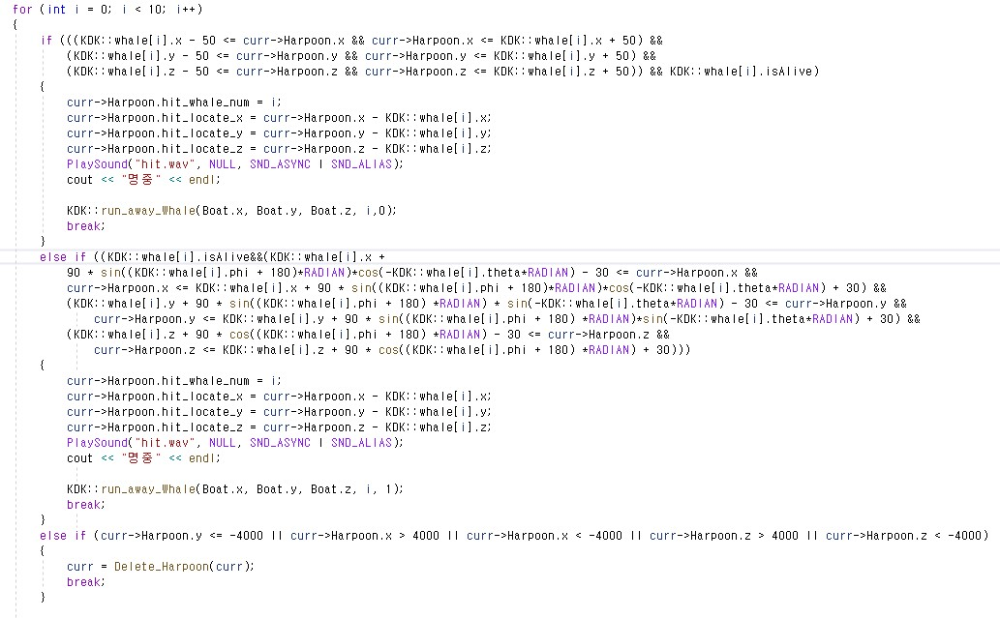 for (int i = 0; i < 10; i++)
{
if (((KDK::whale[i].x - 50 <= curr->Harpoon.x && curr->Harpoon.x <= KDK::whale[i].x + 50) &&
(KDK::whale[i].y - 50 <= curr->Harpoon.y && curr->Harpoon.y <= KDK::whale[i].y + 50) &&
(KDK::whale[i].z - 50 <= curr->Harpoon.z && curr->Harpoon.z <= KDK::whale[i].z + 50)) && KDK::whale[i].isAlive)
{
curr->Harpoon.hit_whale_num = i;
curr->Harpoon.hit_locate_x = curr->Harpoon.x - KDK::whale[i].x;
curr->Harpoon.hit_locate_y = curr->Harpoon.y - KDK::whale[i].y;
curr->Harpoon.hit_locate_z = curr->Harpoon.z - KDK::whale[i].z;
PlaySound("hit.wav", NULL, SND_ASYNC | SND_ALIAS);
cout << "명중" << endl;
KDK::run_away_Whale(Boat.x, Boat.y, Boat.z, i,0);
break;
}
else if ((KDK::whale[i].isAlive&&(KDK::whale[i].x +
90 * sin((KDK::whale[i].phi + 180)*RADIAN)*cos(-KDK::whale[i].theta*RADIAN) - 30 <= curr->Harpoon.x &&
curr->Harpoon.x <= KDK::whale[i].x + 90 * sin((KDK::whale[i].phi + 180)*RADIAN)*cos(-KDK::whale[i].theta*RADIAN) + 30) &&
(KDK::whale[i].y + 90 * sin((KDK::whale[i].phi + 180) *RADIAN) * sin(-KDK::whale[i].theta*RADIAN) - 30 <= curr->Harpoon.y &&
curr->Harpoon.y <= KDK::whale[i].y + 90 * sin((KDK::whale[i].phi + 180) *RADIAN)*sin(-KDK::whale[i].theta*RADIAN) + 30) &&
(KDK::whale[i].z + 90 * cos((KDK::whale[i].phi + 180) *RADIAN) - 30 <= curr->Harpoon.z &&
curr->Harpoon.z <= KDK::whale[i].z + 90 * cos((KDK::whale[i].phi + 180) *RADIAN) + 30)))
{
curr->Harpoon.hit_whale_num = i;
curr->Harpoon.hit_locate_x = curr->Harpoon.x - KDK::whale[i].x;
curr->Harpoon.hit_locate_y = curr->Harpoon.y - KDK::whale[i].y;
curr->Harpoon.hit_locate_z = curr->Harpoon.z - KDK::whale[i].z;
PlaySound("hit.wav", NULL, SND_ASYNC | SND_ALIAS);
cout << "명중" << endl;
KDK::run_away_Whale(Boat.x, Boat.y, Boat.z, i, 1);
break;
}
else if (curr->Harpoon.y <= -4000 || curr->Harpoon.x > 4000 || curr->Harpoon.x < -4000 || curr->Harpoon.z > 4000 || curr->Harpoon.z < -4000)
{
curr = Delete_Harpoon(curr);
break;
}